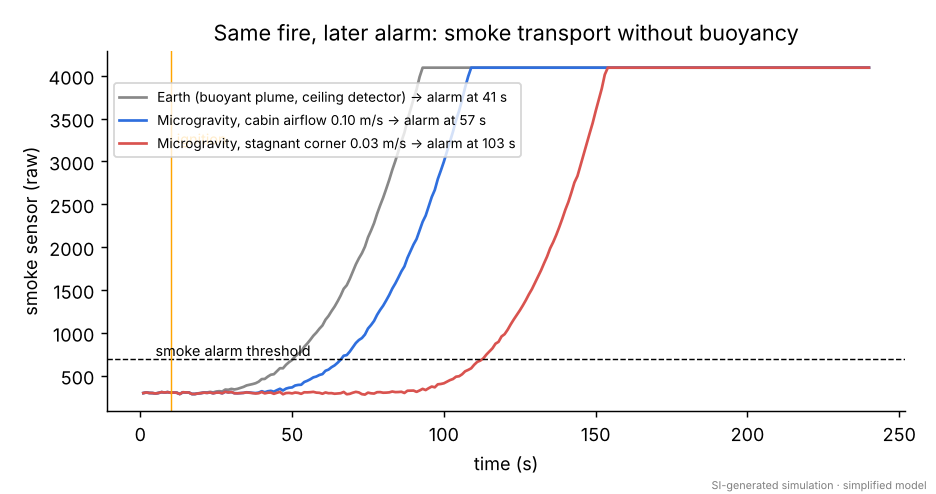 Same fire, later alarm: smoke transport without buoyancy
smoke sensor (raw)
4000
3500
3000
2500
2000
1500
1000
500
Earth (buoyant plume, ceiling detector) → alarm at 41 s
Microgravity, cabin airflow 0.10 m/s → alarm at 57 s
Microgravity, stagnant corner 0.03 m/s → alarm at 103 s
smoke alarm threshold
0
50
100
150
200
250
time (s)
SI-generated simulation · simplified model